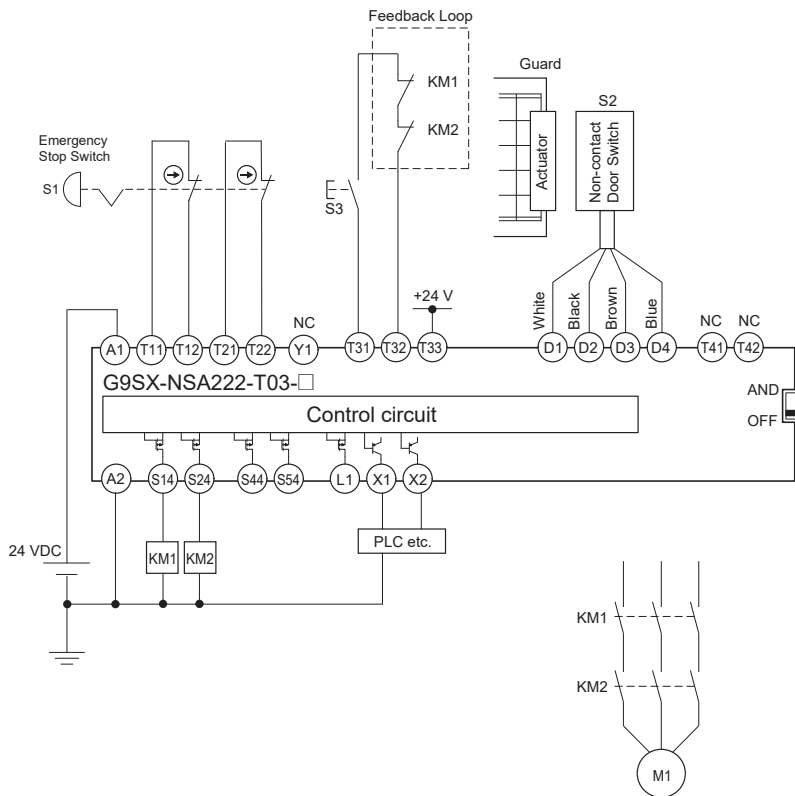 Feedback Loop
KM1
KM2
Guard
Actuator
S2
Non-contact
Door Switch
Emergency
Stop Switch
S1
S3
+24 V
White
Black
Brown
Blue
NC
NC
NC
A1
T11
T12
T21
T22
Y1
T31
T32
T33
D1
D2
D3
D4
T41
T42
G9SX-NSA222-T03-□
AND
OFF
Control circuit
A2
S14
S24
S44
S54
L1
X1
X2
24 VDC
KM1
KM2
PLC etc.
KM1
KM2
M1